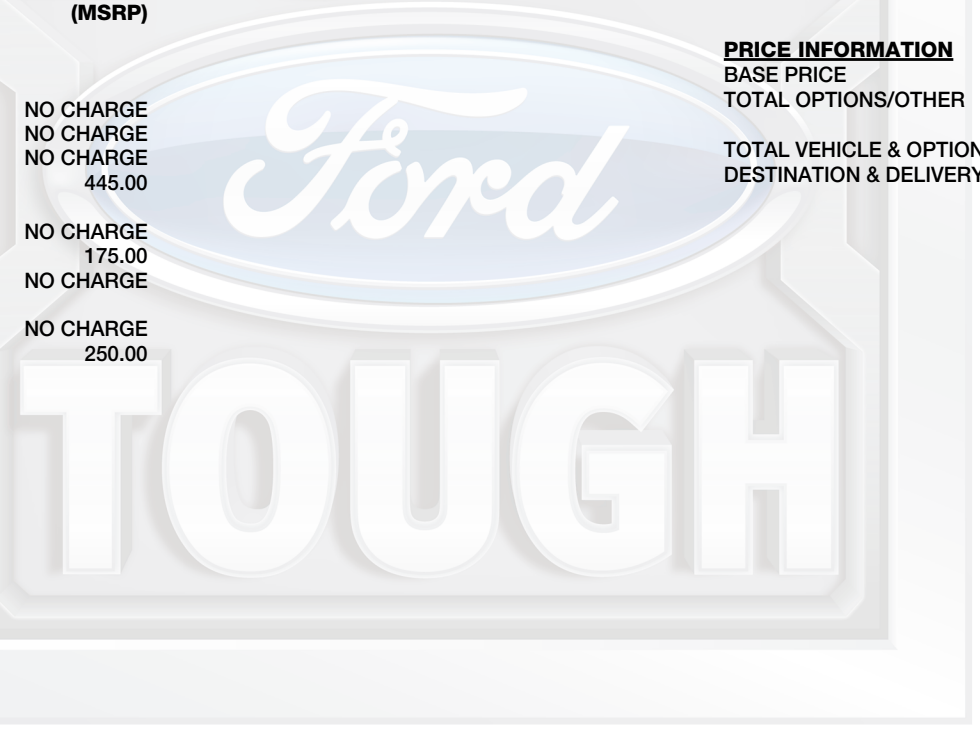 (MSRP)
NO CHARGE
NO CHARGE
NO CHARGE
445.00
NO CHARGE
175.00
NO CHARGE
NO CHARGE
250.00
PRICE INFORMATION
BASE PRICE
TOTAL OPTIONS/OTHER
TOTAL VEHICLE & OPTION
DESTINATION & DELIVERY
Ford
TOUGH